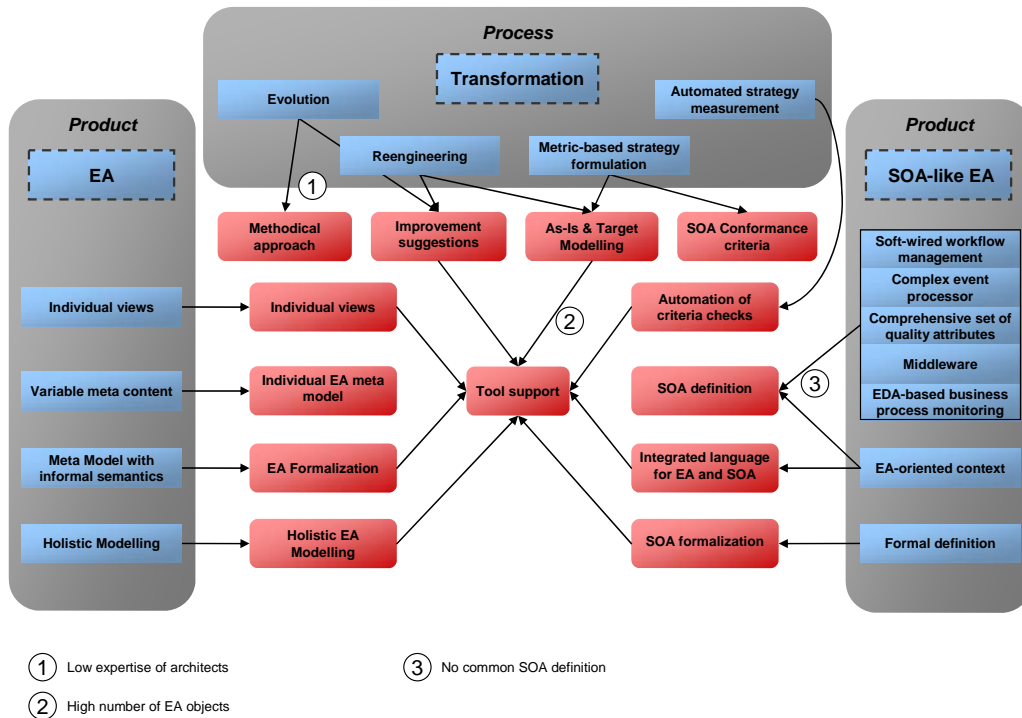 Process
Transformation
Evolution
Automated strategy
measurement
Reengineering
Metric-based strategy
formulation
Product
EA
Individual views
Variable meta content
Meta Model with
informal semantics
Holistic Modelling
Product
SOA-like EA
Soft-wired workflow
management
Complex event
processor
Comprehensive set of
quality attributes
Middleware
EDA-based business
process monitoring
EA-oriented context
Formal definition
1
Methodical
approach
Improvement
suggestions
As-Is & Target
Modelling
SOA Conformance
criteria
Individual views
2
Automation of
criteria checks
Individual EA meta
model
Tool support
SOA definition
3
EA Formalization
Integrated language
for EA and SOA
Holistic EA
Modelling
SOA formalization
1 Low expertise of architects
3 No common SOA definition
2 High number of EA objects